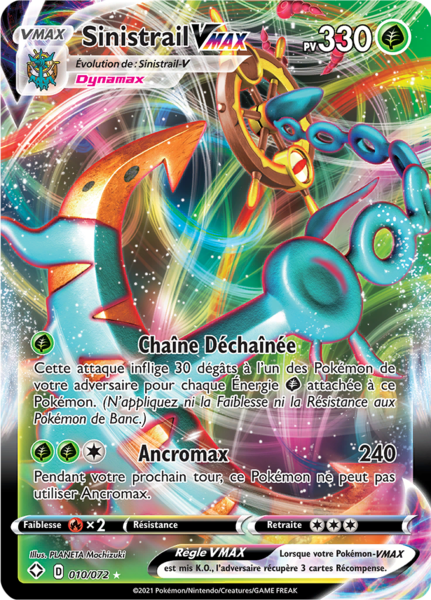 VMAX
Sinistrail VMAX
PV 330
Évolution de : Sinistrail-V
Dynamax
Chaîne Déchaînée
Cette attaque inflige 30 dégâts à l'un des Pokémon de
votre adversaire pour chaque Énergie attachée à ce
Pokémon. (N'appliquez ni la Faiblesse ni la Résistance aux
Pokémon de Banc.)
Ancromax 240
Pendant votre prochain tour, ce Pokémon ne peut pas
utiliser Ancromax.
Faiblesse ×2 Résistance Retraite
Illus. PLANETA Mochizuki
Règle VMAX
Lorsque votre Pokémon-VMAX
est mis K.O., l'adversaire récupère 3 cartes Récompense.
D 010/072
©2021 Pokémon/Nintendo/Creatures/GAME FREAK